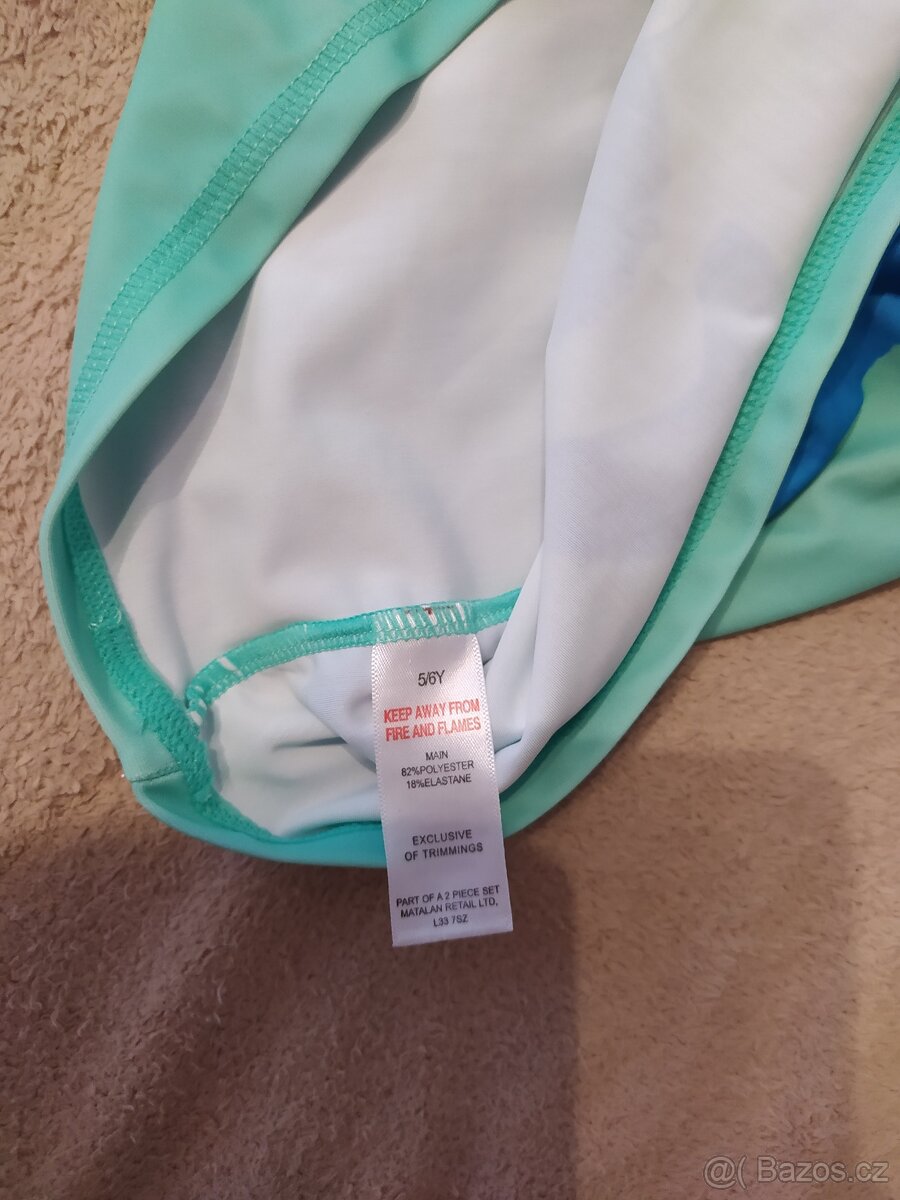 5/6Y
KEEP AWAY FROM
FIRE AND FLAMES
MAIN
82%POLYESTER
18%ELASTANE
EXCLUSIVE
OF TRIMMINGS
PART OF A 2 PIECE SET
MATALAN RETAIL LTD,
L33 7SZ
@( Bazos.cz